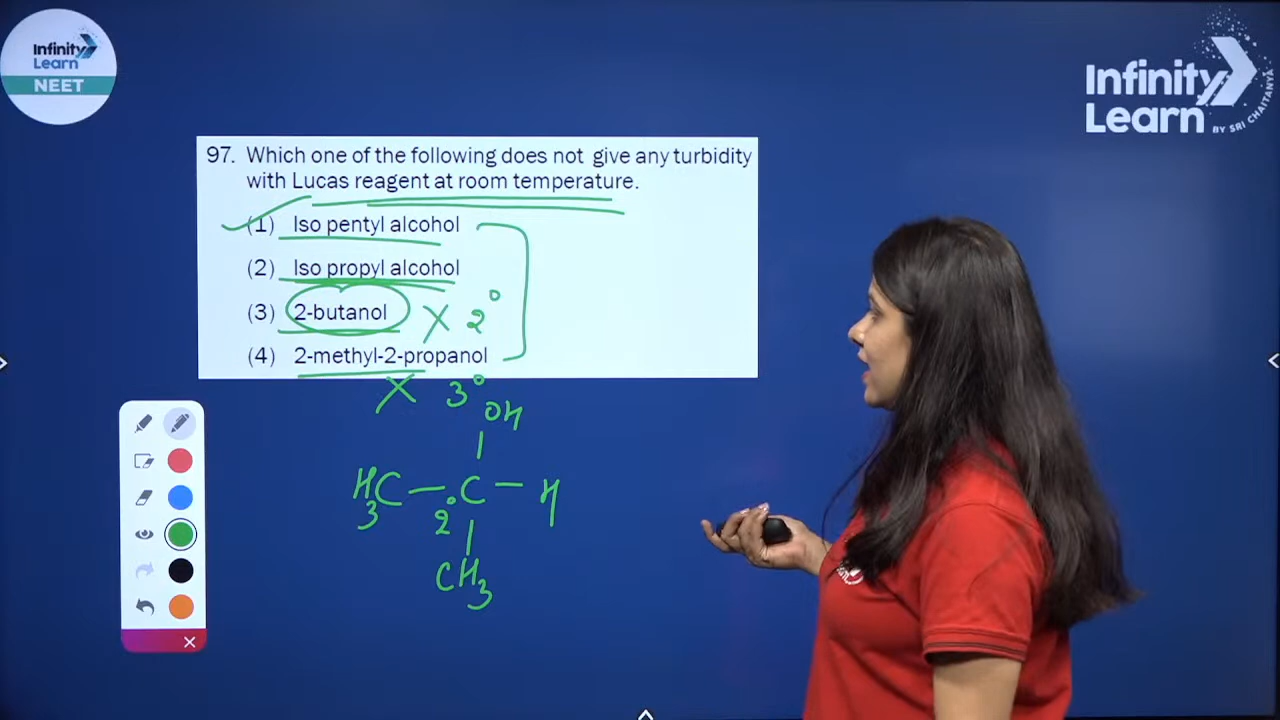 Infinity
Learn
NEET
Infinity
Learn
BY SRI CHAITANYA
97. Which one of the following does not give any turbidity
with Lucas reagent at room temperature.
(1) Iso pentyl alcohol
(2) Iso propyl alcohol
(3) 2-butanol X 2°
(4) 2-methyl-2-propanol
X 3°
OH
H3C - C - H
2°
CH3